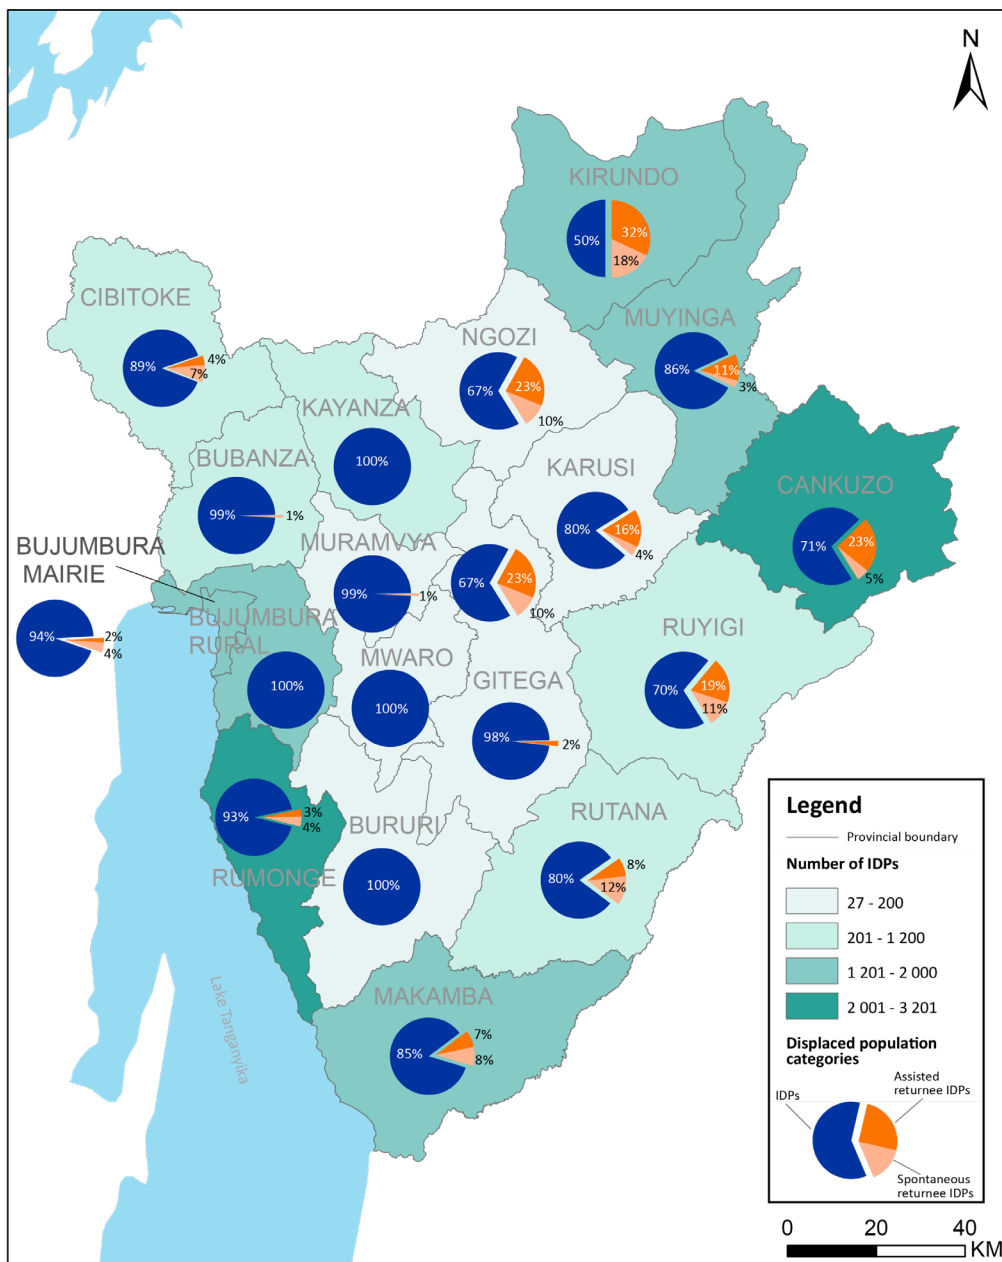 N
KIRUNDO
50%
32%
18%
CIBITOKE
89%
4%
7%
NGOZI
67%
23%
10%
MUYINGA
86%
11%
3%
KAYANZA
100%
BUBANZA
99%
1%
KARUSI
80%
16%
4%
CANKUZO
71%
23%
5%
BUJUMBURA
MAIRIE
94%
2%
4%
MURAMVYA
99%
1%
67%
23%
10%
BUJUMBURA
RURAL
100%
MWARO
100%
GITEGA
98%
2%
RUYIGI
70%
19%
11%
93%
3%
4%
RUMONGE
BURURI
100%
RUTANA
80%
8%
12%
MAKAMBA
85%
7%
8%
Lake Tanganyika
Legend
Provincial boundary
Number of IDPs
27 - 200
201 - 1 200
1 201 - 2 000
2 001 - 3 201
Displaced population
categories
IDPs
Assisted
returnee IDPs
Spontaneous
returnee IDPs
0 20 40
KM